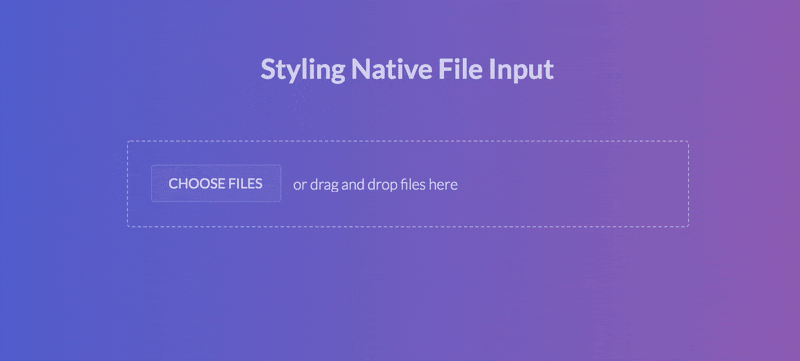 Styling Native File Input
CHOOSE FILES or drag and drop files here